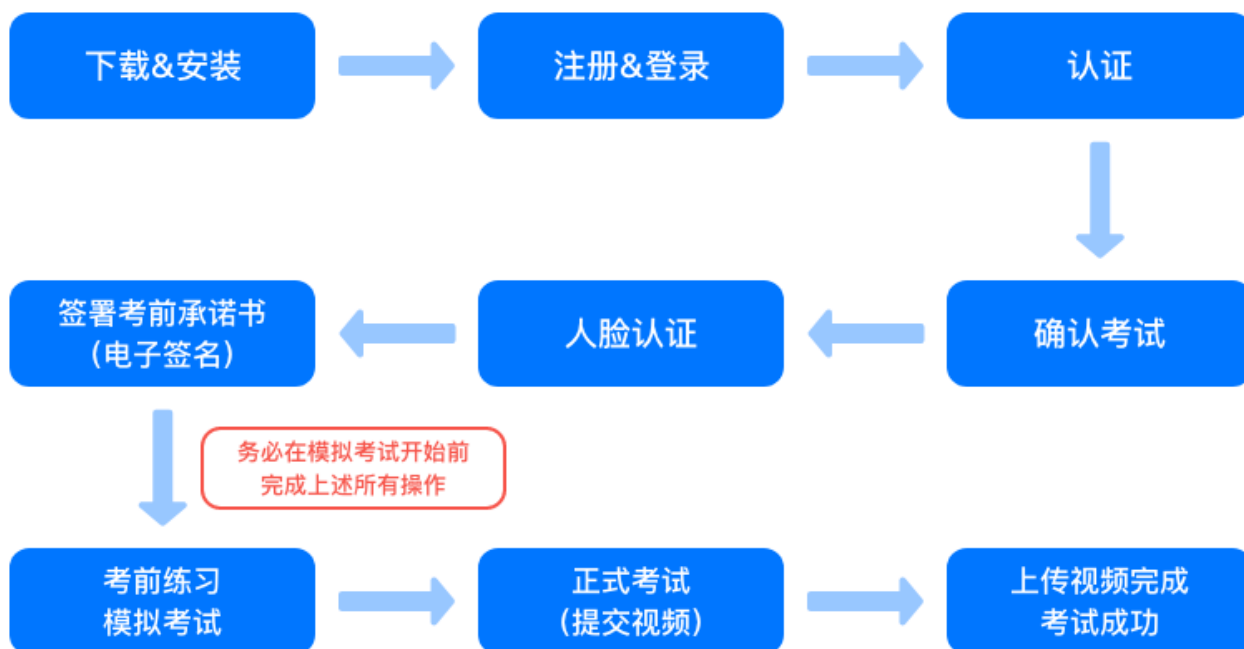 下载&安装
注册&登录
认证
签署考前承诺书
(电子签名)
人脸认证
确认考试
务必在模拟考试开始前
完成上述所有操作
考前练习
模拟考试
正式考试
(提交视频)
上传视频完成
考试成功